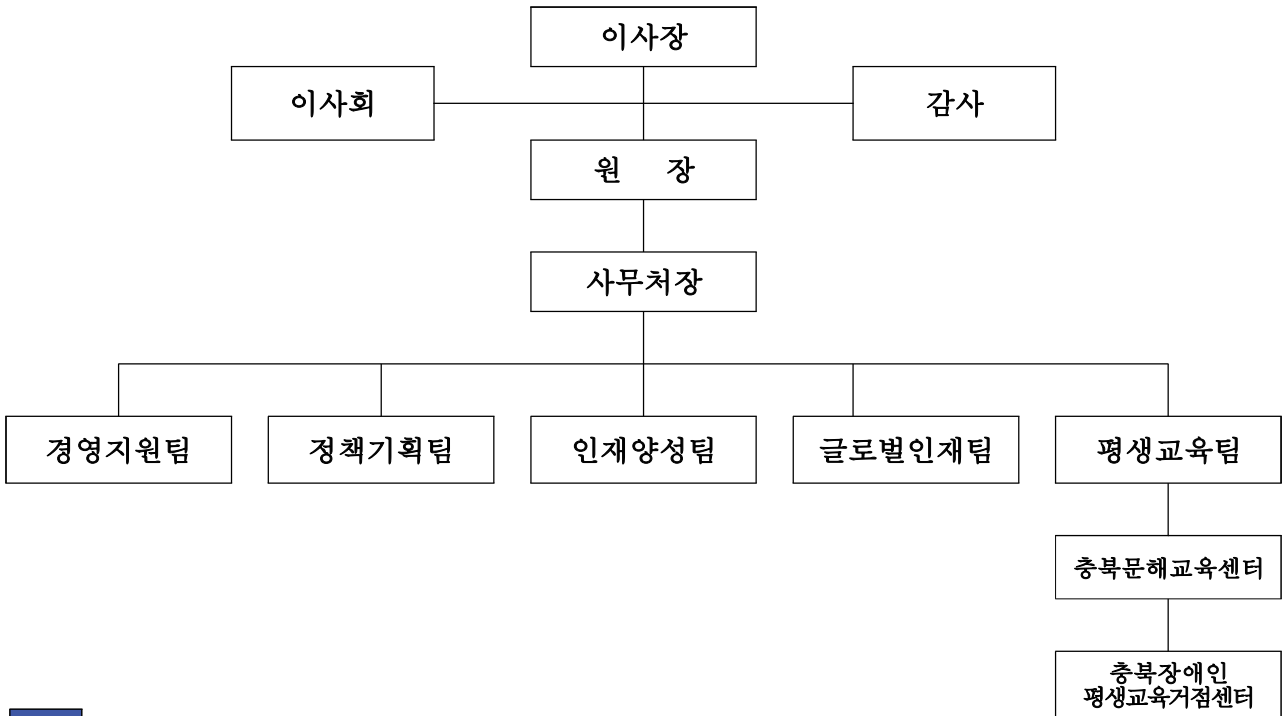 이사장
이사회
감사
원 장
사무처장
경영지원팀
정책기획팀
인재양성팀
글로벌인재팀
평생교육팀
충북문해교육센터
충북장애인
평생교육거점센터